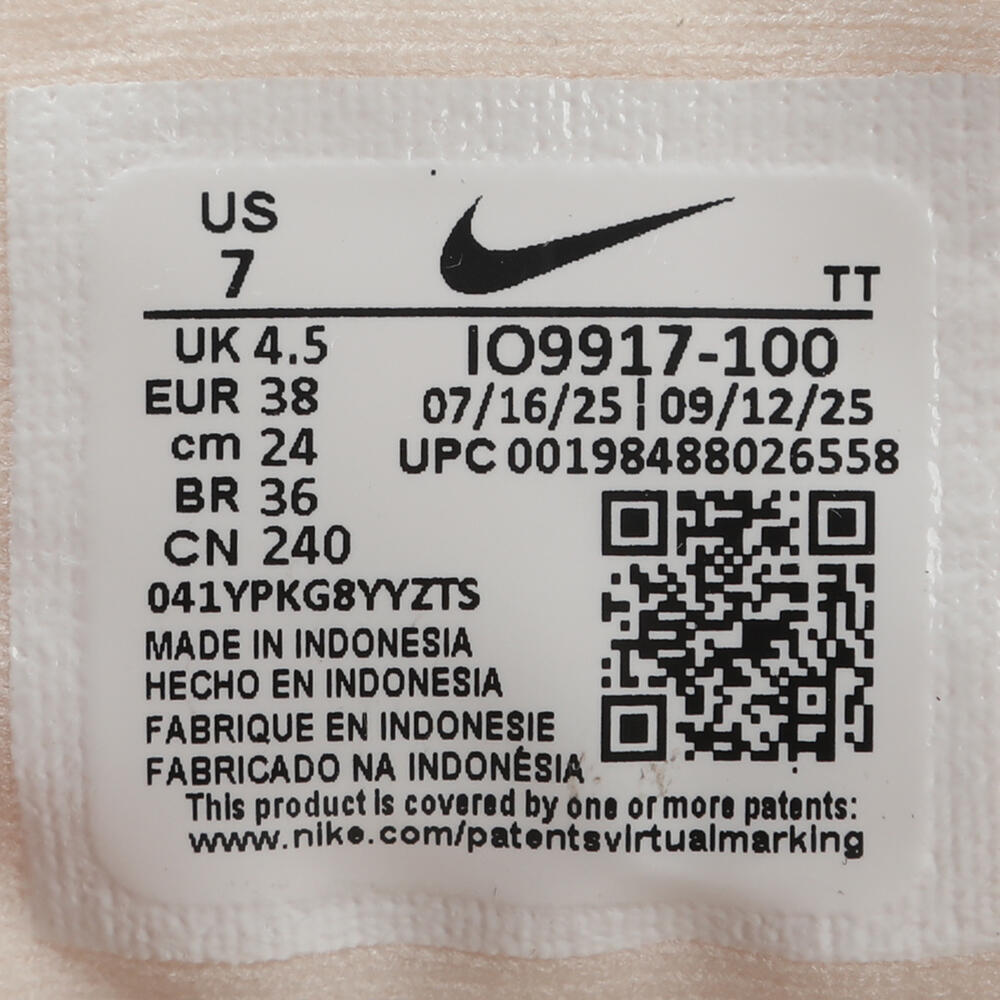 US
7
TT
UK 4.5
EUR 38
cm 24
BR 36
CN 240
IO9917-100
07/16/25 | 09/12/25
UPC 00198488026558
041YPKG8YYZTS
MADE IN INDONESIA
HECHO EN INDONESIA
FABRIQUE EN INDONESIE
FABRICADO NA INDONÉSIA
This product is covered by one or more patents:
www.nike.com/patentsvirtualmarking